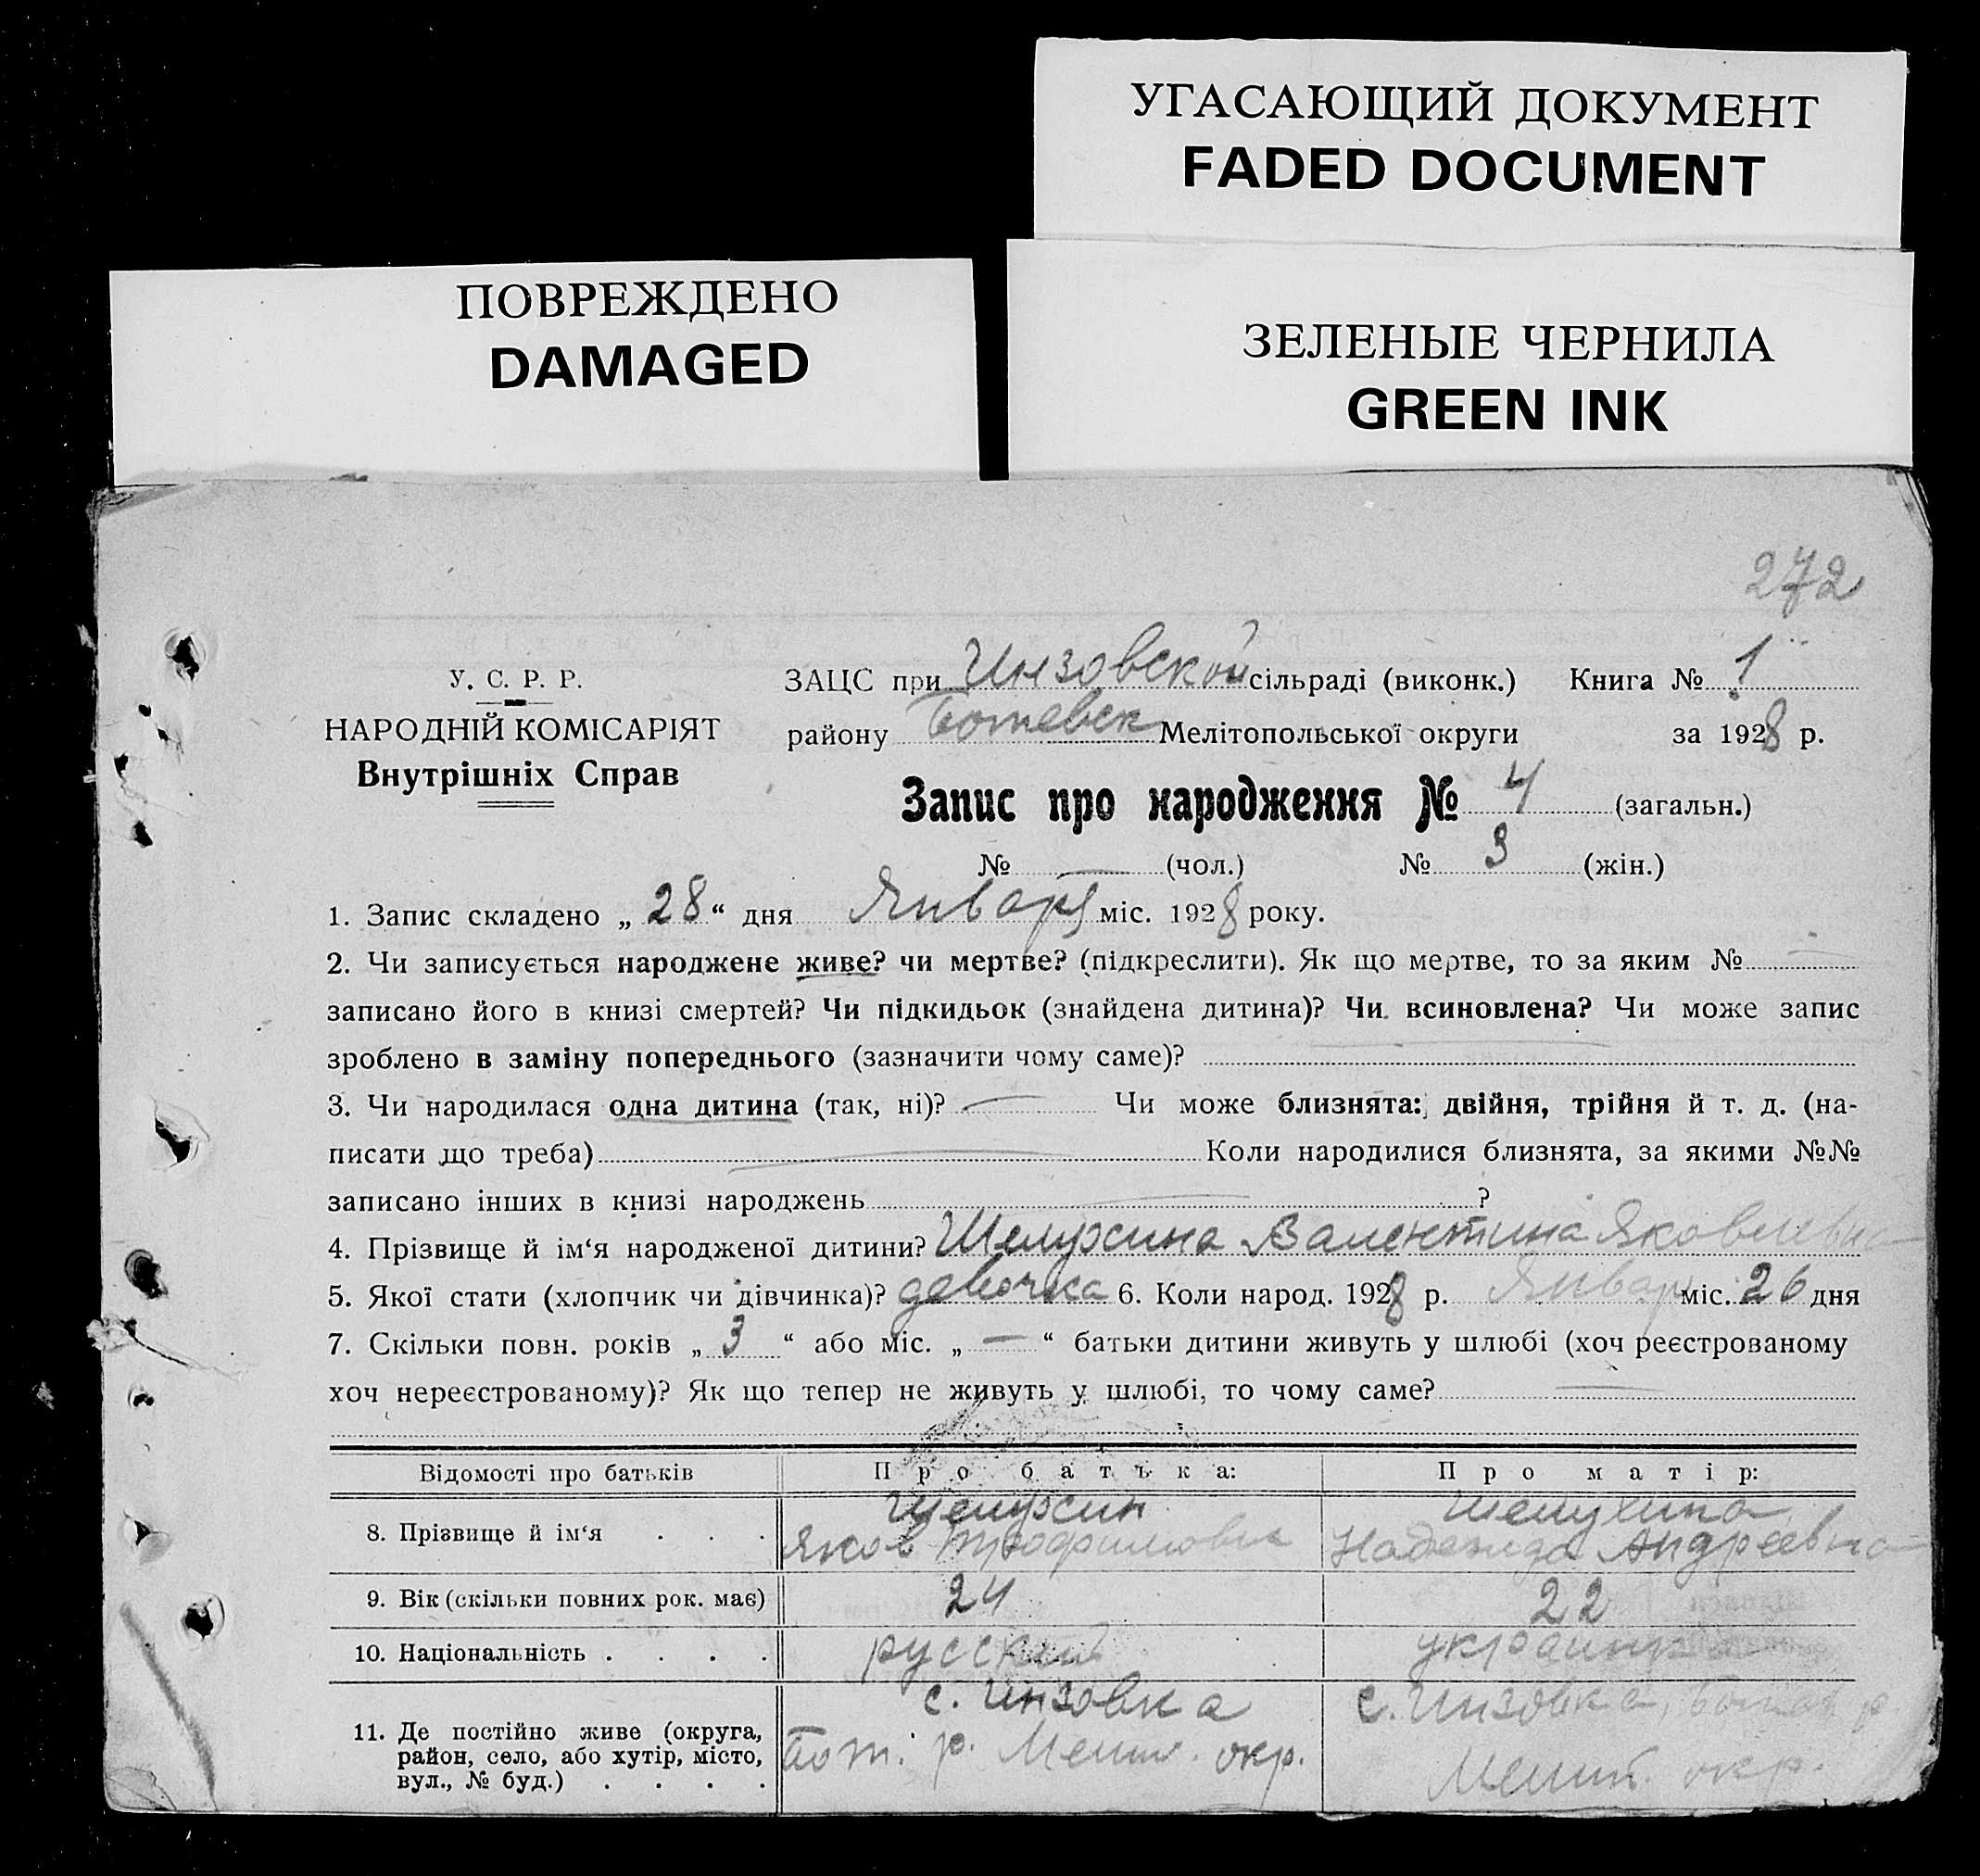 УГАСАЮЩИЙ ДОКУМЕНТ
FADED DOCUMENT
ПОВРЕЖДЕНО
DAMAGED
ЗЕЛЕНЫЕ ЧЕРНИЛА
GREEN INK
272
У. С. Р. Р.
НАРОДНІЙ КОМІСАРІЯТ
Внутрішніх Справ
ЗАЦС при Инзовской сільраді (виконк.) Книга № 1
району Ботевск Мелітопольської округи за 1928 р.
Запис про народження № 4 (загальн.)
№ — (чол.) № 3 (жін.)
1. Запис складено „ 28 “ дня Января міс. 1928 року.
2. Чи записується народжене живе? чи мертве? (підкреслити). Як що мертве, то за яким № —
записано його в книзі смертей? Чи підкидьок (знайдена дитина)? Чи всиновлена? Чи може запис
зроблено в заміну попереднього (зазначити чому саме)?
3. Чи народилася одна дитина (так, ні)? — Чи може близнята: двійня, трійня й т. д. (на-
писати що треба) — Коли народилися близнята, за якими №№
записано інших в книзі народжень — ?
4. Прізвище й ім‘я народженої дитини? Шелухина Валентина Яковлевна
5. Якої стати (хлопчик чи дівчинка)? девочка 6. Коли народ. 1928 р. Январ міс. 26 дня
7. Скільки повн. років „ 3 “ або міс. „ — “ батьки дитини живуть у шлюбі (хоч реєстрованому
хоч нереєстрованому)? Як що тепер не живуть у шлюбі, то чому саме? —
Відомості про батьків Про батька: Про матір:
8. Прізвище й ім‘я . . . Шелухин Шелухина
Яков Трофимович Надежда Андреевна
9. Вік (скільки повних рок. має) 24 22
10. Національність . . . . русский украинка
11. Де постійно живе (округа, район, село, або хутір, місто, вул., № буд.) . . . .
с. Инзовка
Бот. р. Мелит. окр.
с. Инзовка, р.
Мелит. окр.